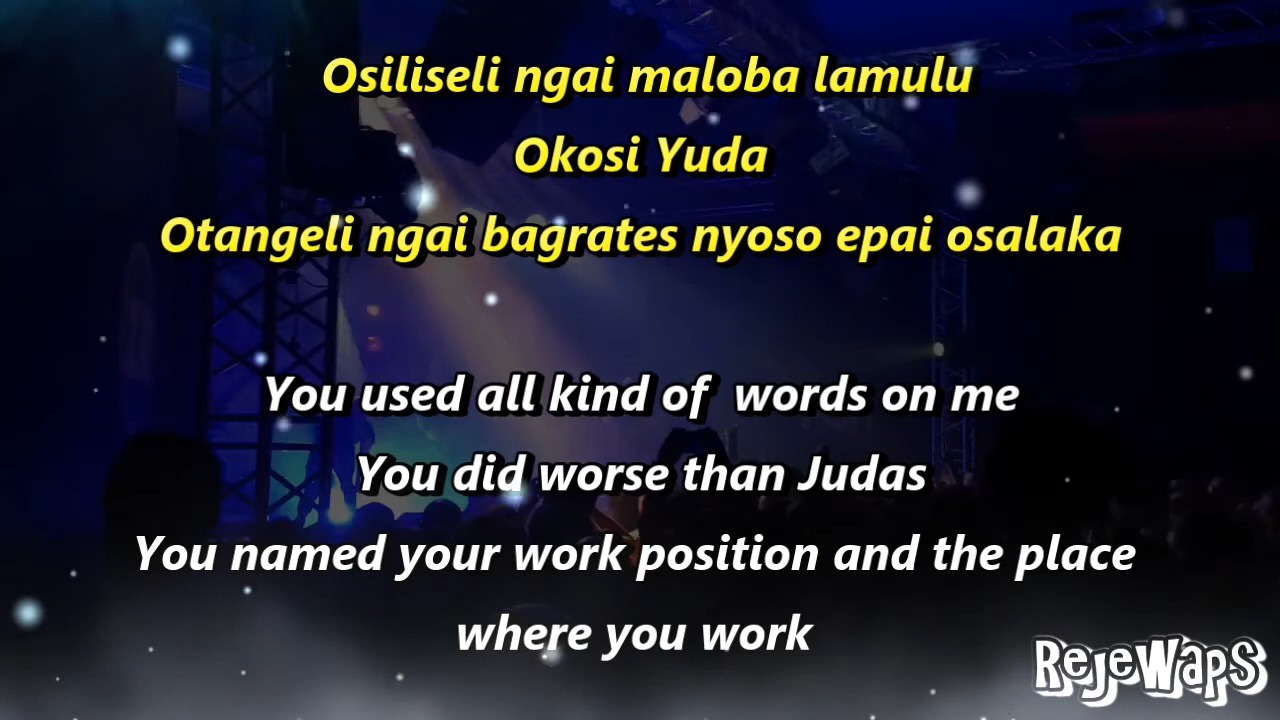 Osiliseli ngai maloba lamulu
Okosi Yuda
Otangeli ngai bagrates nyoso epai osalaka
You used all kind of words on me
You did worse than Judas
You named your work position and the place
where you work
RejeWapS